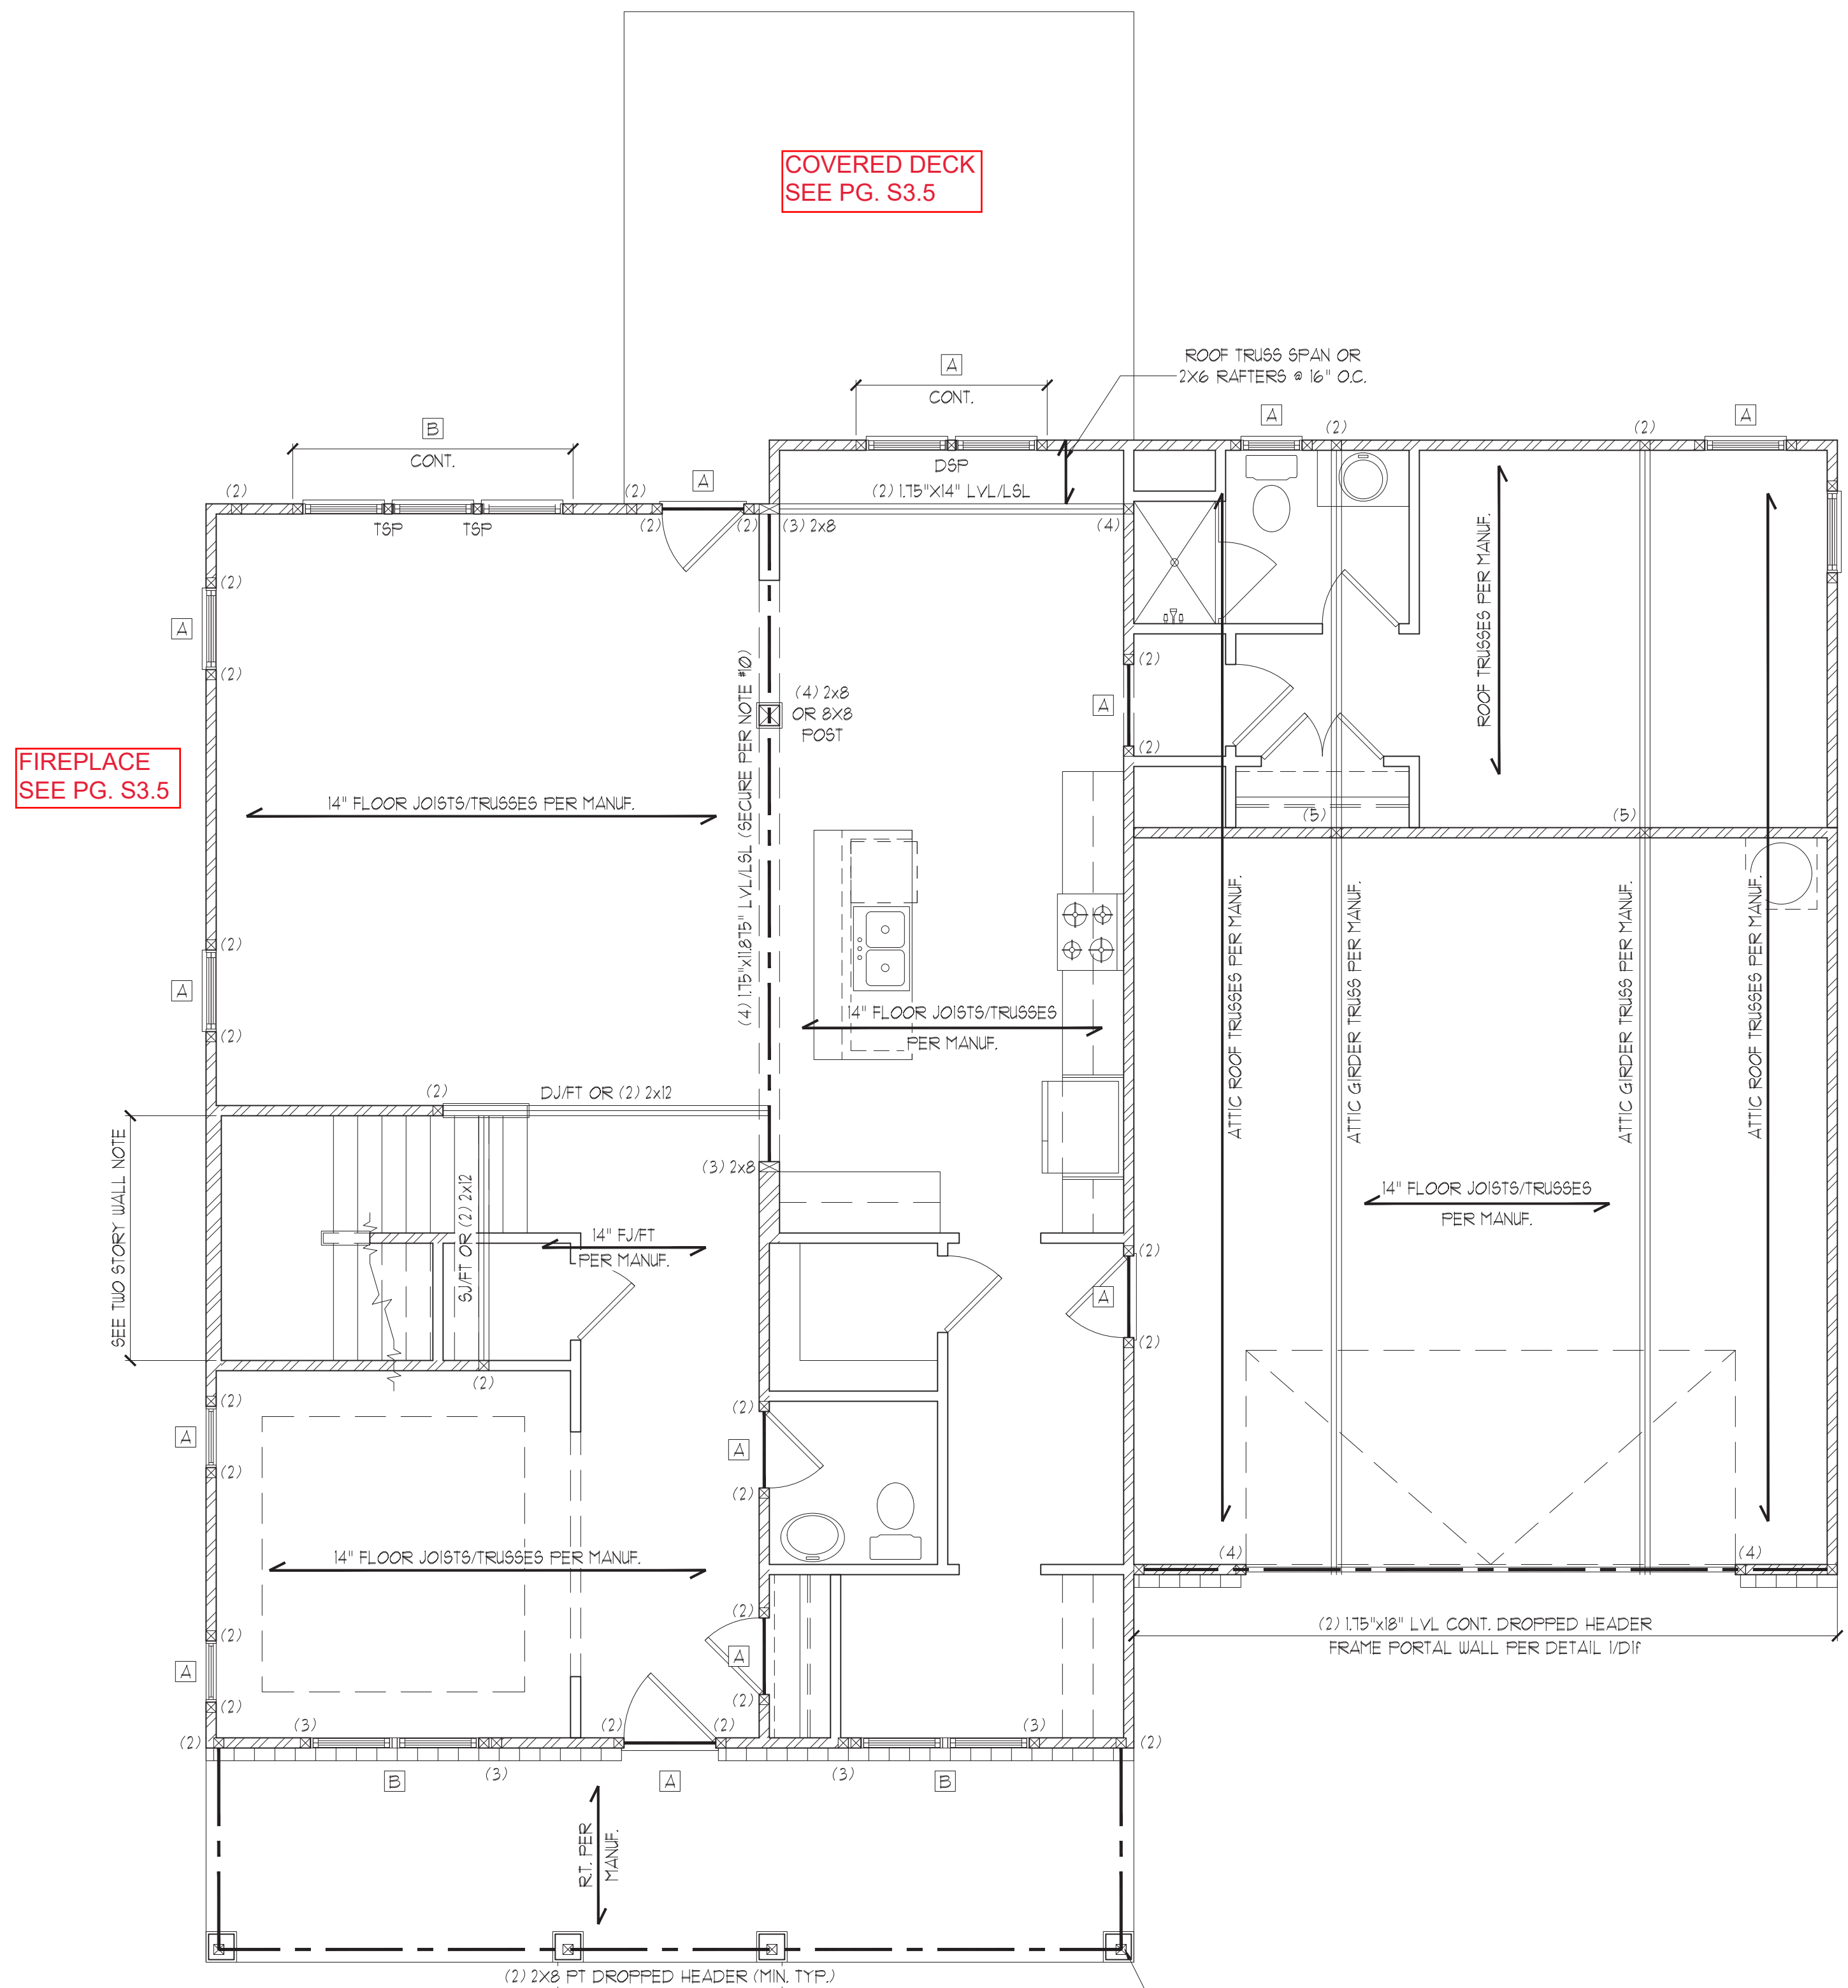 COVERED DECK
SEE PG. S3.5
ROOF TRUSS SPAN OR
2X6 RAFTERS @ 16" O.C.
A
CONT.
B
CONT.
A
A
A
(2)
(2)
DSP
(2) 1.75"X14" LVL/LSL
(2)
(2)
TSP
TSP
(2)
(2)
(3) 2x8
(4)
ROOF TRUSSES PER MANUF.
(2)
A
(2)
(2)
A
(2)
(4) 2x8
OR 8X8
POST
(4) 1.75"x11.875" LVL/LSL (SECURE PER NOTE #10)
FIREPLACE
SEE PG. S3.5
14" FLOOR JOISTS/TRUSSES PER MANUF.
(5)
(5)
ATTIC ROOF TRUSSES PER MANUF.
ATTIC GIRDER TRUSS PER MANUF.
ATTIC GIRDER TRUSS PER MANUF.
ATTIC ROOF TRUSSES PER MANUF.
(2)
A
(2)
14" FLOOR JOISTS/TRUSSES
PER MANUF.
(2)
DJ/FT OR (2) 2x12
(3) 2x8
SEE TWO STORY WALL NOTE
SJ/FT OR (2) 2x12
14" FJ/FT
PER MANUF.
14" FLOOR JOISTS/TRUSSES
PER MANUF.
(2)
A
(2)
(2)
(2)
A
(2)
(2)
A
(2)
14" FLOOR JOISTS/TRUSSES PER MANUF.
(4)
(4)
(2) 1.75"x18" LVL CONT. DROPPED HEADER
FRAME PORTAL WALL PER DETAIL 1/D1f
(2)
A
(2)
(2)
A
(2)
(2)
(3)
(2)
(2)
(3)
(2)
B
(3)
A
(3)
B
R.T. PER
MANUF.
(2) 2X8 PT DROPPED HEADER (MIN. TYP.)